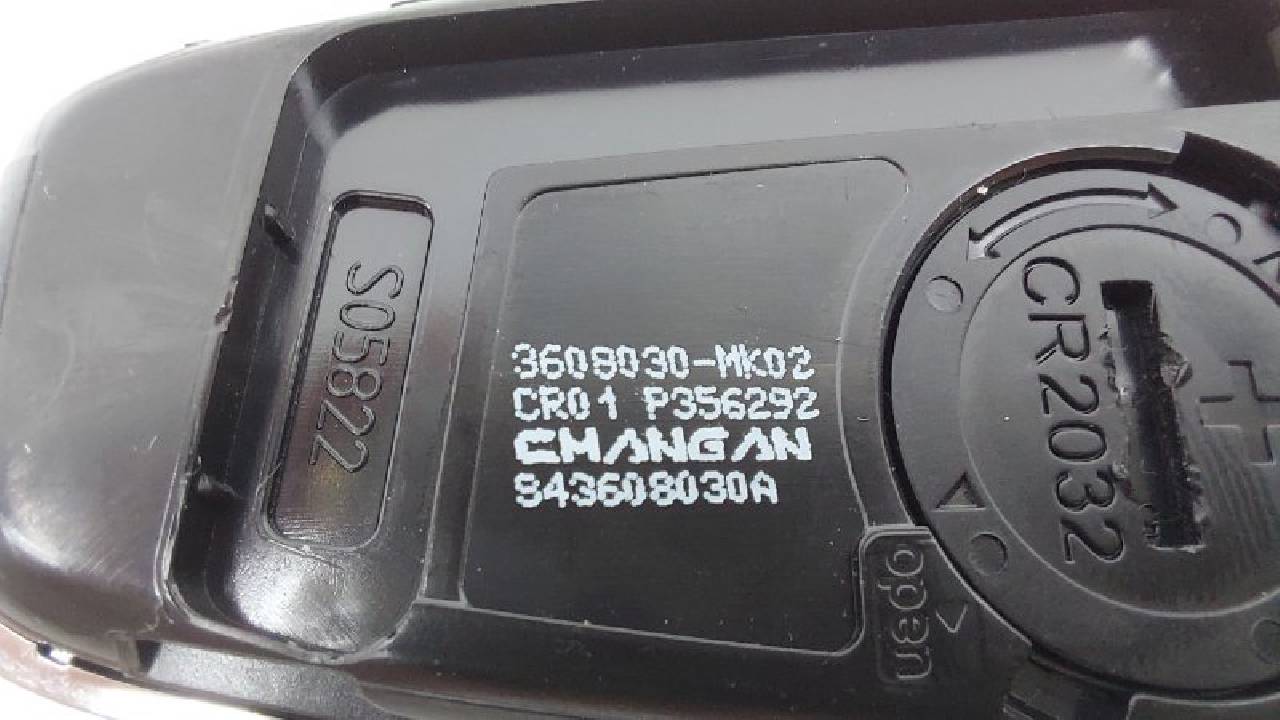 S05822
3608030-MK02
CR01 P356292
CHANGAN
S43608030A
CR2032
open